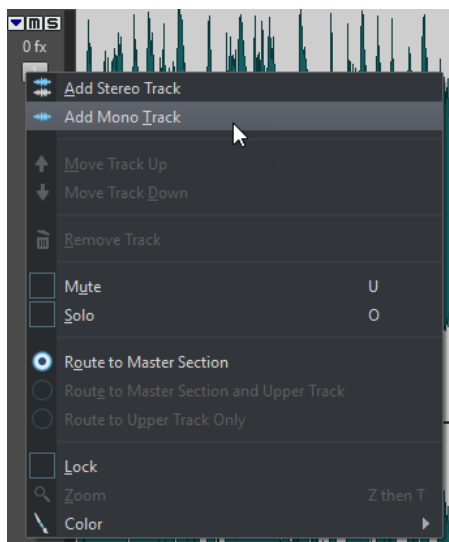 m s
0 fx
Add Stereo Track
Add Mono Track
Move Track Up
Move Track Down
Remove Track
Mute U
Solo O
Route to Master Section
Route to Master Section and Upper Track
Route to Upper Track Only
Lock
Zoom Z then T
Color